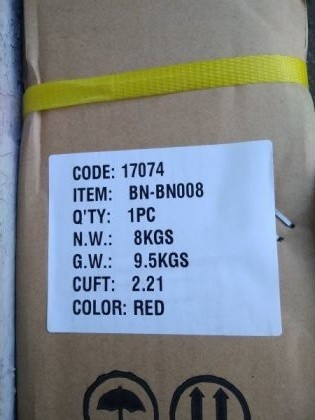 CODE: 17074
ITEM: BN-BN008
Q'TY: 1PC
N.W.: 8KGS
G.W.: 9.5KGS
CUFT: 2.21
COLOR: RED